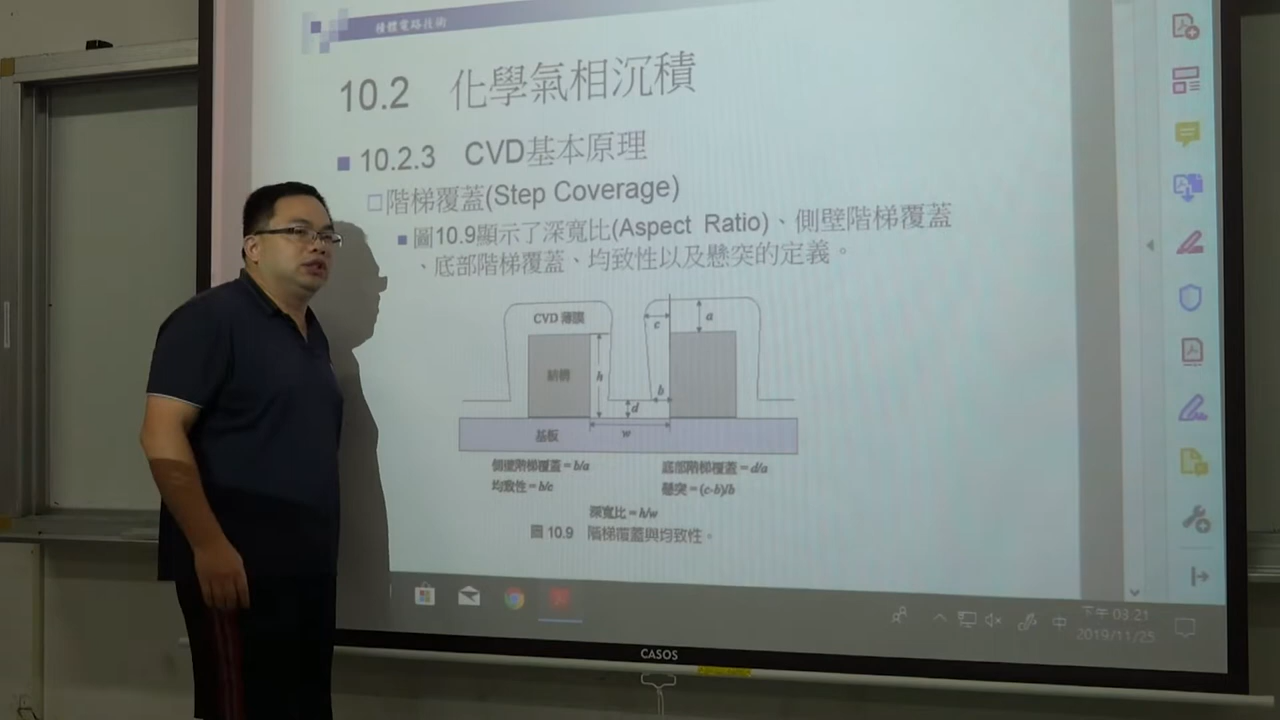 積體電路技術
10.2 化學氣相沉積
10.2.3 CVD基本原理
階梯覆蓋(Step Coverage)
圖10.9顯示了深寬比(Aspect Ratio)、側壁階梯覆蓋
、底部階梯覆蓋、均致性以及懸突的定義。
CVD 薄膜
c
a
結構
h
b
d
w
基板
側壁階梯覆蓋=b/a
底部階梯覆蓋=d/a
均致性=b/c
懸突=(c-b)/b
深寬比=h/w
圖 10.9 階梯覆蓋與均致性。
中
下午 03:21
2019/11/25
CASOS